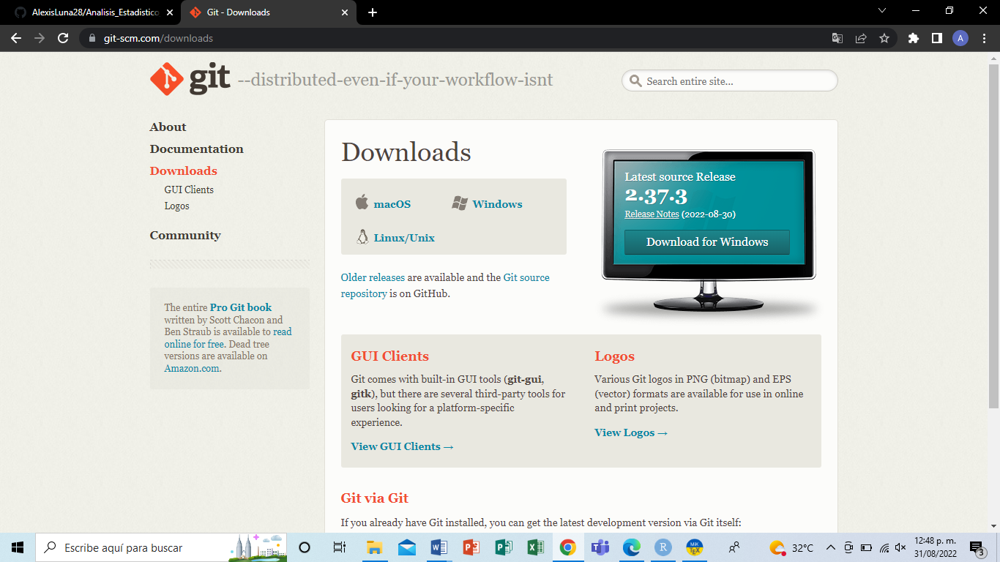 AlexisLuna28/Analisis_Estadistico
Git - Downloads
git-scm.com/downloads
A
git --distributed-even-if-your-workflow-isnt
Search entire site...
About
Documentation
Downloads
GUI Clients
Logos
Community
The entire Pro Git book
written by Scott Chacon and
Ben Straub is available to read
online for free. Dead tree
versions are available on
Amazon.com.
Downloads
macOS
Windows
Linux/Unix
Older releases are available and the Git source
repository is on GitHub.
Latest source Release
2.37.3
Release Notes (2022-08-30)
Download for Windows
GUI Clients
Git comes with built-in GUI tools (git-gui,
gitk), but there are several third-party tools for
users looking for a platform-specific
experience.
View GUI Clients →
Logos
Various Git logos in PNG (bitmap) and EPS
(vector) formats are available for use in online
and print projects.
View Logos →
Git via Git
If you already have Git installed, you can get the latest development version via Git itself:
Escribe aquí para buscar
32°C
12:48 p. m.
31/08/2022
3